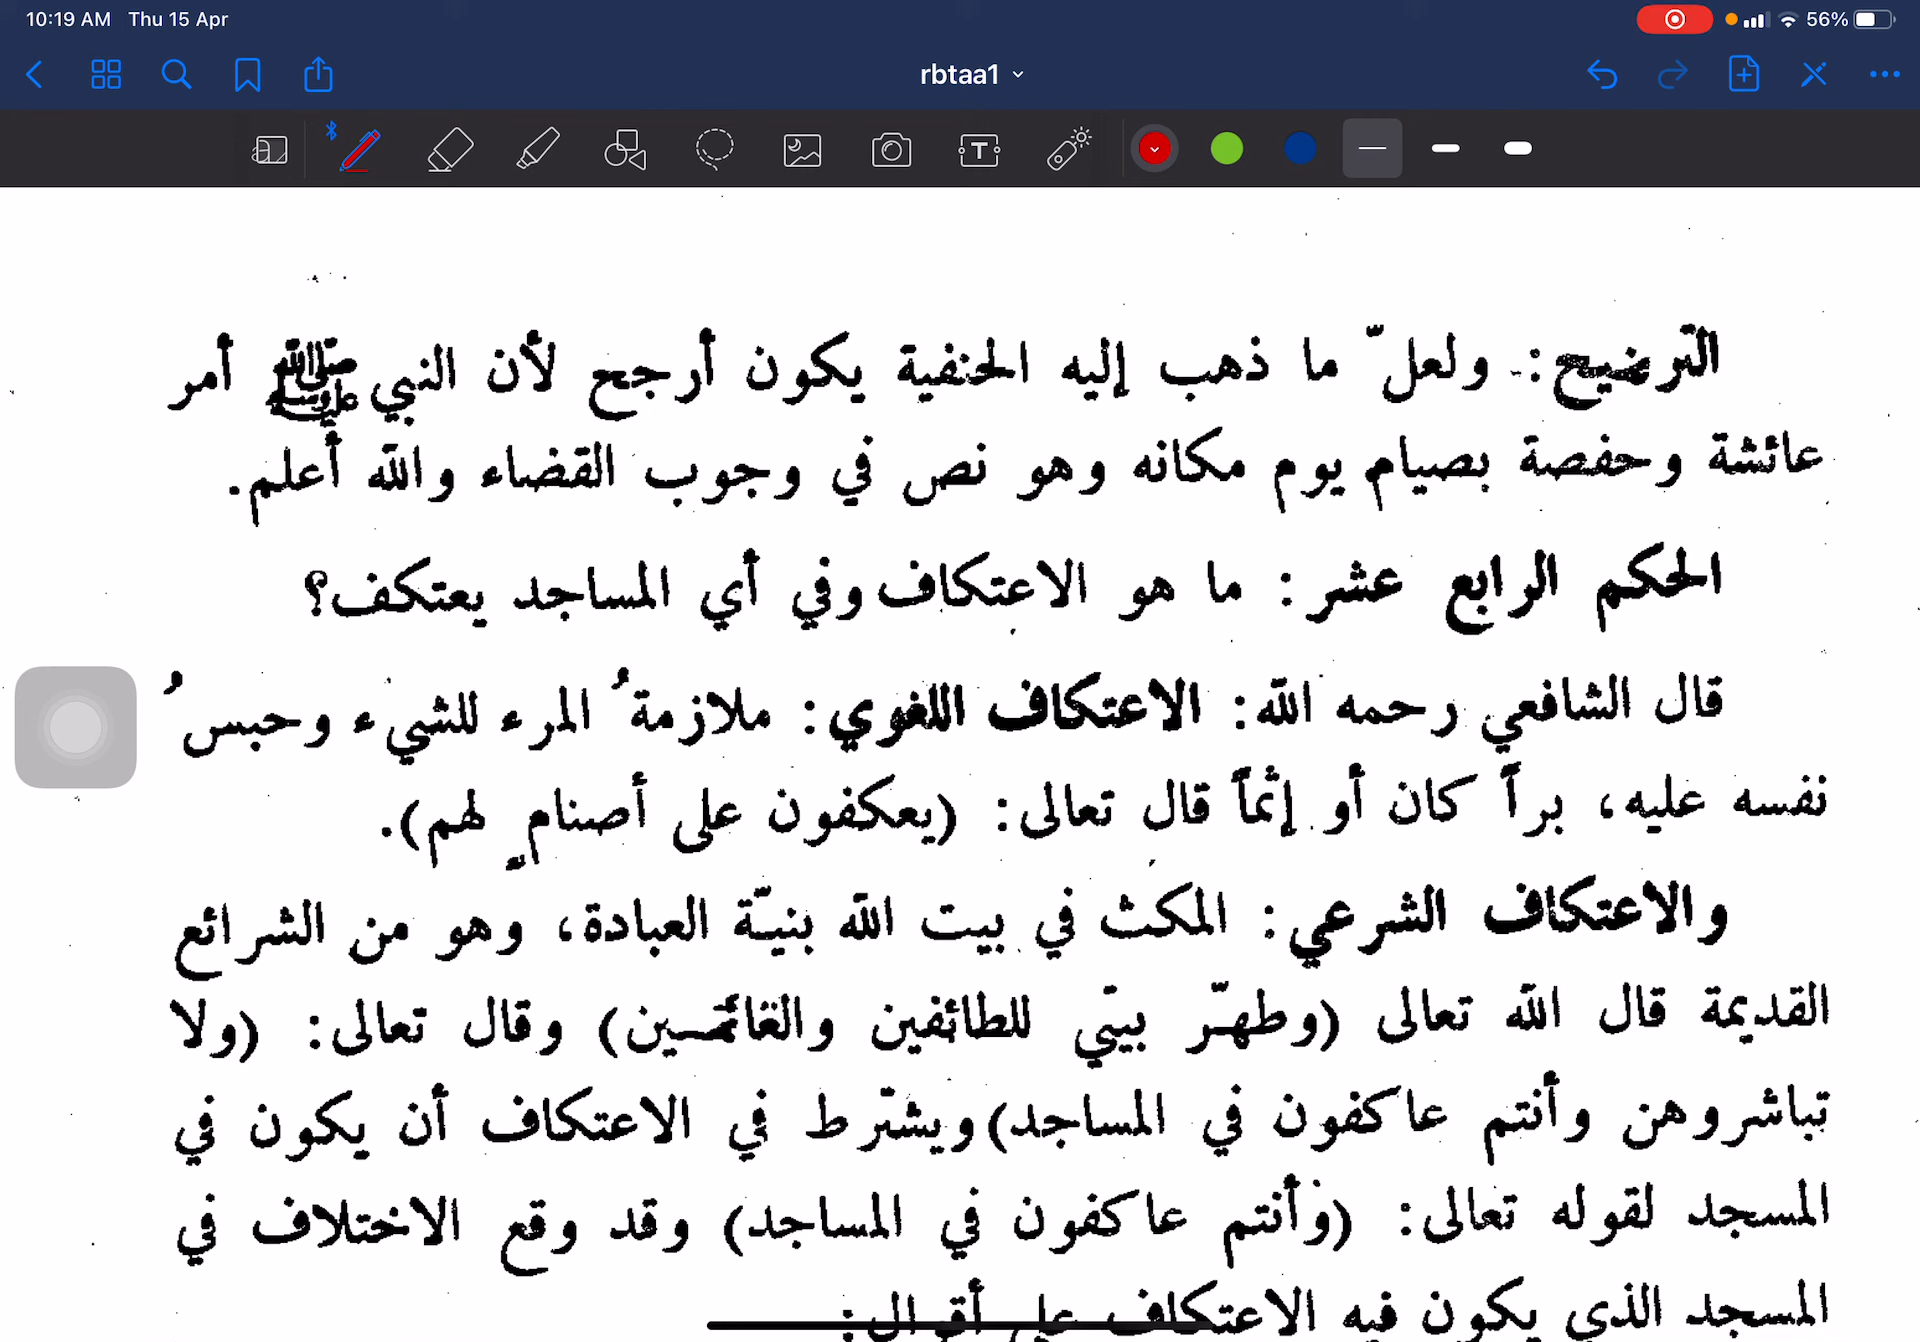 10:19 AM Thu 15 Apr
56%
rbtaa1
T
الترضيح: ولعلّ ما ذهب إليه الحنفية يكون أرجح لأن النبي ﷺ أمر
عائشة وحفصة بصيام يوم مكانه وهو نص في وجوب القضاء والله أعلم.
الحكم الرابع عشر: ما هو الاعتكاف وفي أي المساجد يعتكف؟
قال الشافعي رحمه الله: الاعتكاف اللغوي: ملازمةُ المرء للشيء وحبسُ
نفسه عليه، براً كان أو إثماً قال تعالى: (يعكفون على أصنامٍ لهم).
والاعتكاف الشرعي: المكث في بيت الله بنيّة العبادة، وهو من الشرائع
القديمة قال الله تعالى (وطهّر بيتي للطائفين والقائمين) وقال تعالى: (ولا
تباشروهن وأنتم عاكفون في المساجد) ويشترط في الاعتكاف أن يكون في
المسجد لقوله تعالى: (وأنتم عاكفون في المساجد) وقد وقع الاختلاف في
المسجد الذي يكون فيه الاعتكاف على أقوال: